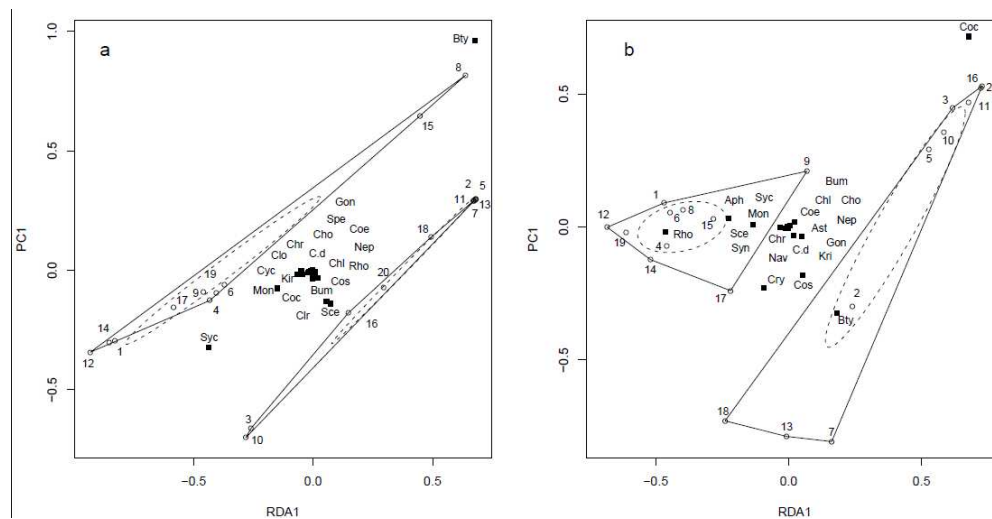 a
Bty
8
15
2 5
11 13
7
18
20
16
Gon
Spe
Cho Coe
Chr C.d Nep
Clo
Chl Rho
Cyc
Kir Cos
Mon Coc Bum
Sce
19
17 9 6
4
14
1
12
Syc
3
10
1.0
0.5
0.0
−0.5
PC1
−0.5 0.0 0.5
RDA1
b
Coc
16
2
3
11
10
5
9
1
12
6 8
15
19
4
Rho
14
17
Bum
Aph Syc Chl Cho
Mon Coe Nep
Sce Ast
Syn Chr Gon
C.d
Nav Kri
Cry Cos
2
Bty
18
13 7
0.5
0.0
−0.5
PC1
−0.5 0.0 0.5
RDA1